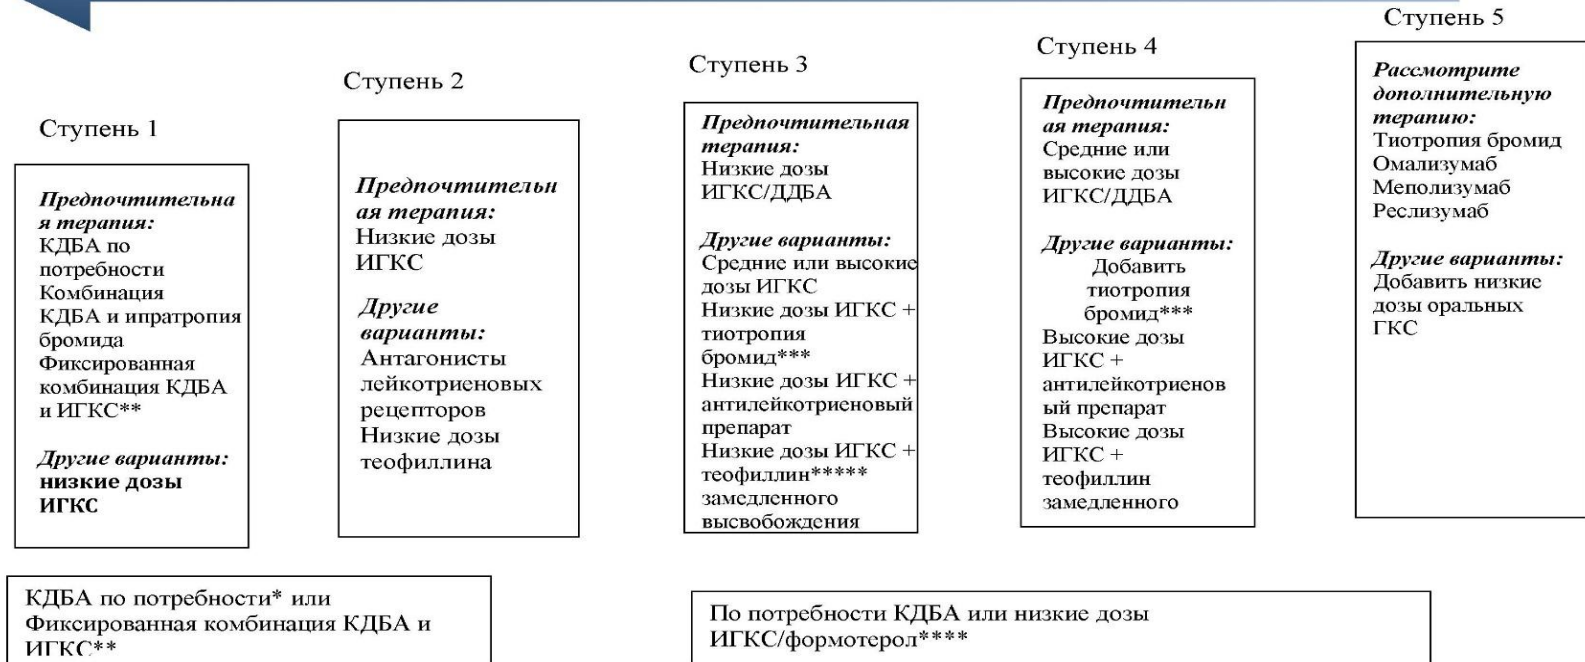 Ступень 1
Предпочтительна
я терапия:
КДБА по
потребности
Комбинация
КДБА и ипратропия
бромида
Фиксированная
комбинация КДБА
и ИГКС**
Другие варианты:
низкие дозы
ИГКС
Ступень 2
Предпочтительн
ая терапия:
Низкие дозы
ИГКС
Другие
варианты:
Антагонисты
лейкотриеновых
рецепторов
Низкие дозы
теофиллина
Ступень 3
Предпочтительная
терапия:
Низкие дозы
ИГКС/ДДБА
Другие варианты:
Средние или высокие
дозы ИГКС
Низкие дозы ИГКС +
тиотропия
бромид***
Низкие дозы ИГКС +
антилейкотриеновый
препарат
Низкие дозы ИГКС +
теофиллин*****
замедленного
высвобождения
Ступень 4
Предпочтительн
ая терапия:
Средние или
высокие дозы
ИГКС/ДДБА
Другие варианты:
Добавить
тиотропия
бромид***
Высокие дозы
ИГКС +
антилейкотриенов
ый препарат
Высокие дозы
ИГКС +
теофиллин
замедленного
Ступень 5
Рассмотрите
дополнительную
терапию:
Тиотропия бромид
Омализумаб
Меполизумаб
Реслизумаб
Другие варианты:
Добавить низкие
дозы оральных
ГКС
КДБА по потребности* или
Фиксированная комбинация КДБА и
ИГКС**
По потребности КДБА или низкие дозы
ИГКС/формотерол****